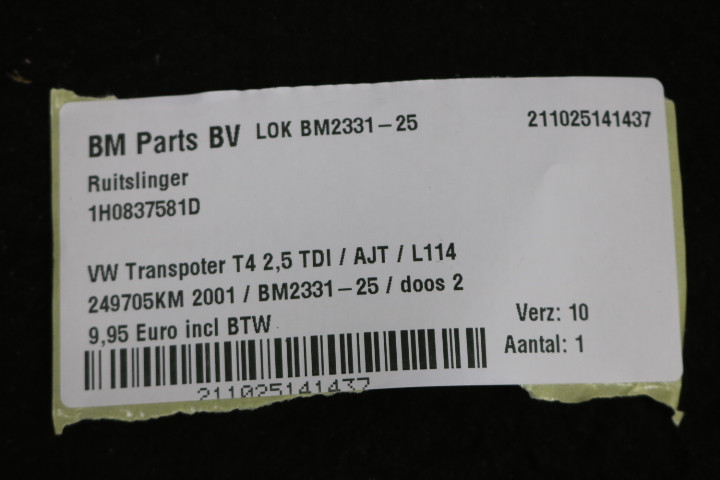 BM Parts BV LOK BM2331-25 211025141437
Ruitslinger
1H0837581D
VW Transpoter T4 2,5 TDI / AJT / L114
249705KM 2001 / BM2331-25 / doos 2
9,95 Euro incl BTW
Verz: 10
Aantal: 1
211025141437